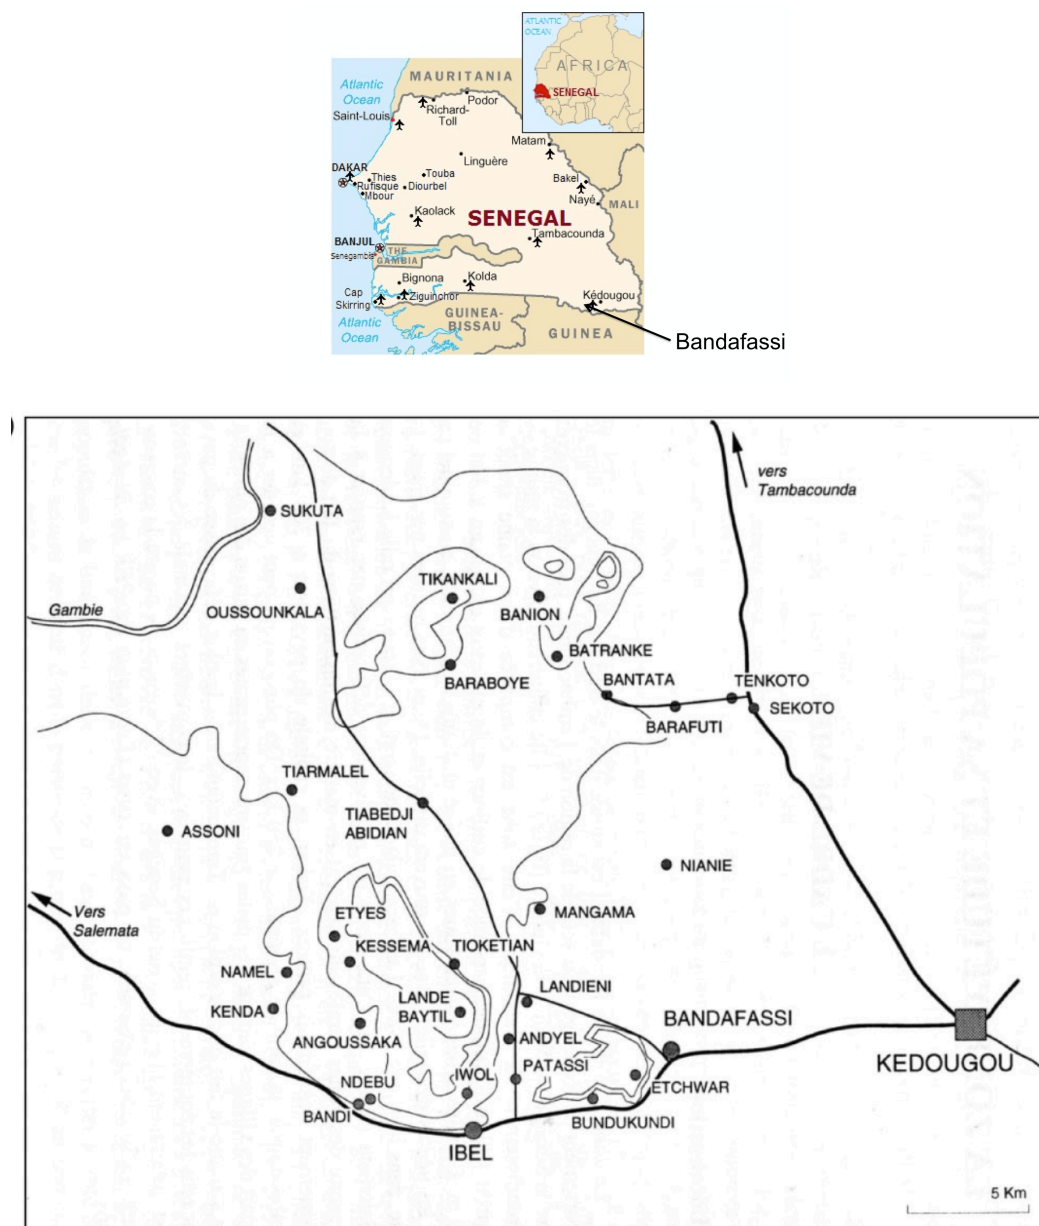 ATLANTIC
OCEAN
AFRICA
SENEGAL
MAURITANIA
Atlantic
Ocean
Podor
Richard-
Toll
Saint-Louis
Matam
Linguère
DAKAR
Thies
Touba
Bakel
Rufisque
Diourbel
Mbour
Nayé
MALI
Kaolack
SENEGAL
BANJUL
Tambacounda
THE
GAMBIA
Senegambia
Bignona
Kolda
Cap
Skirring
Ziguinchor
Kédougou
GUINEA-
BISSAU
GUINEA
Atlantic
Ocean
Bandafassi
vers
Tambacounda
SUKUTA
TIKANKALI
Gambie
OUSSOUNKALA
BANION
BATRANKE
BARABOYE
BANTATA
TENKOTO
SEKOTO
BARAFUTI
TIARMALEL
TIABEDJI
ABIDIAN
ASSONI
NIANIE
Vers
Salemata
ETYES
MANGAMA
KESSEMA
TIOKETIAN
NAMEL
LANDIENI
KENDA
LANDE
BAYTIL
BANDAFASSI
ANGOUSSAKA
ANDYEL
KEDOUGOU
PATASSI
NDEBU
IWOL
ETCHWAR
BANDI
BUNDUKUNDI
IBEL
5 Km